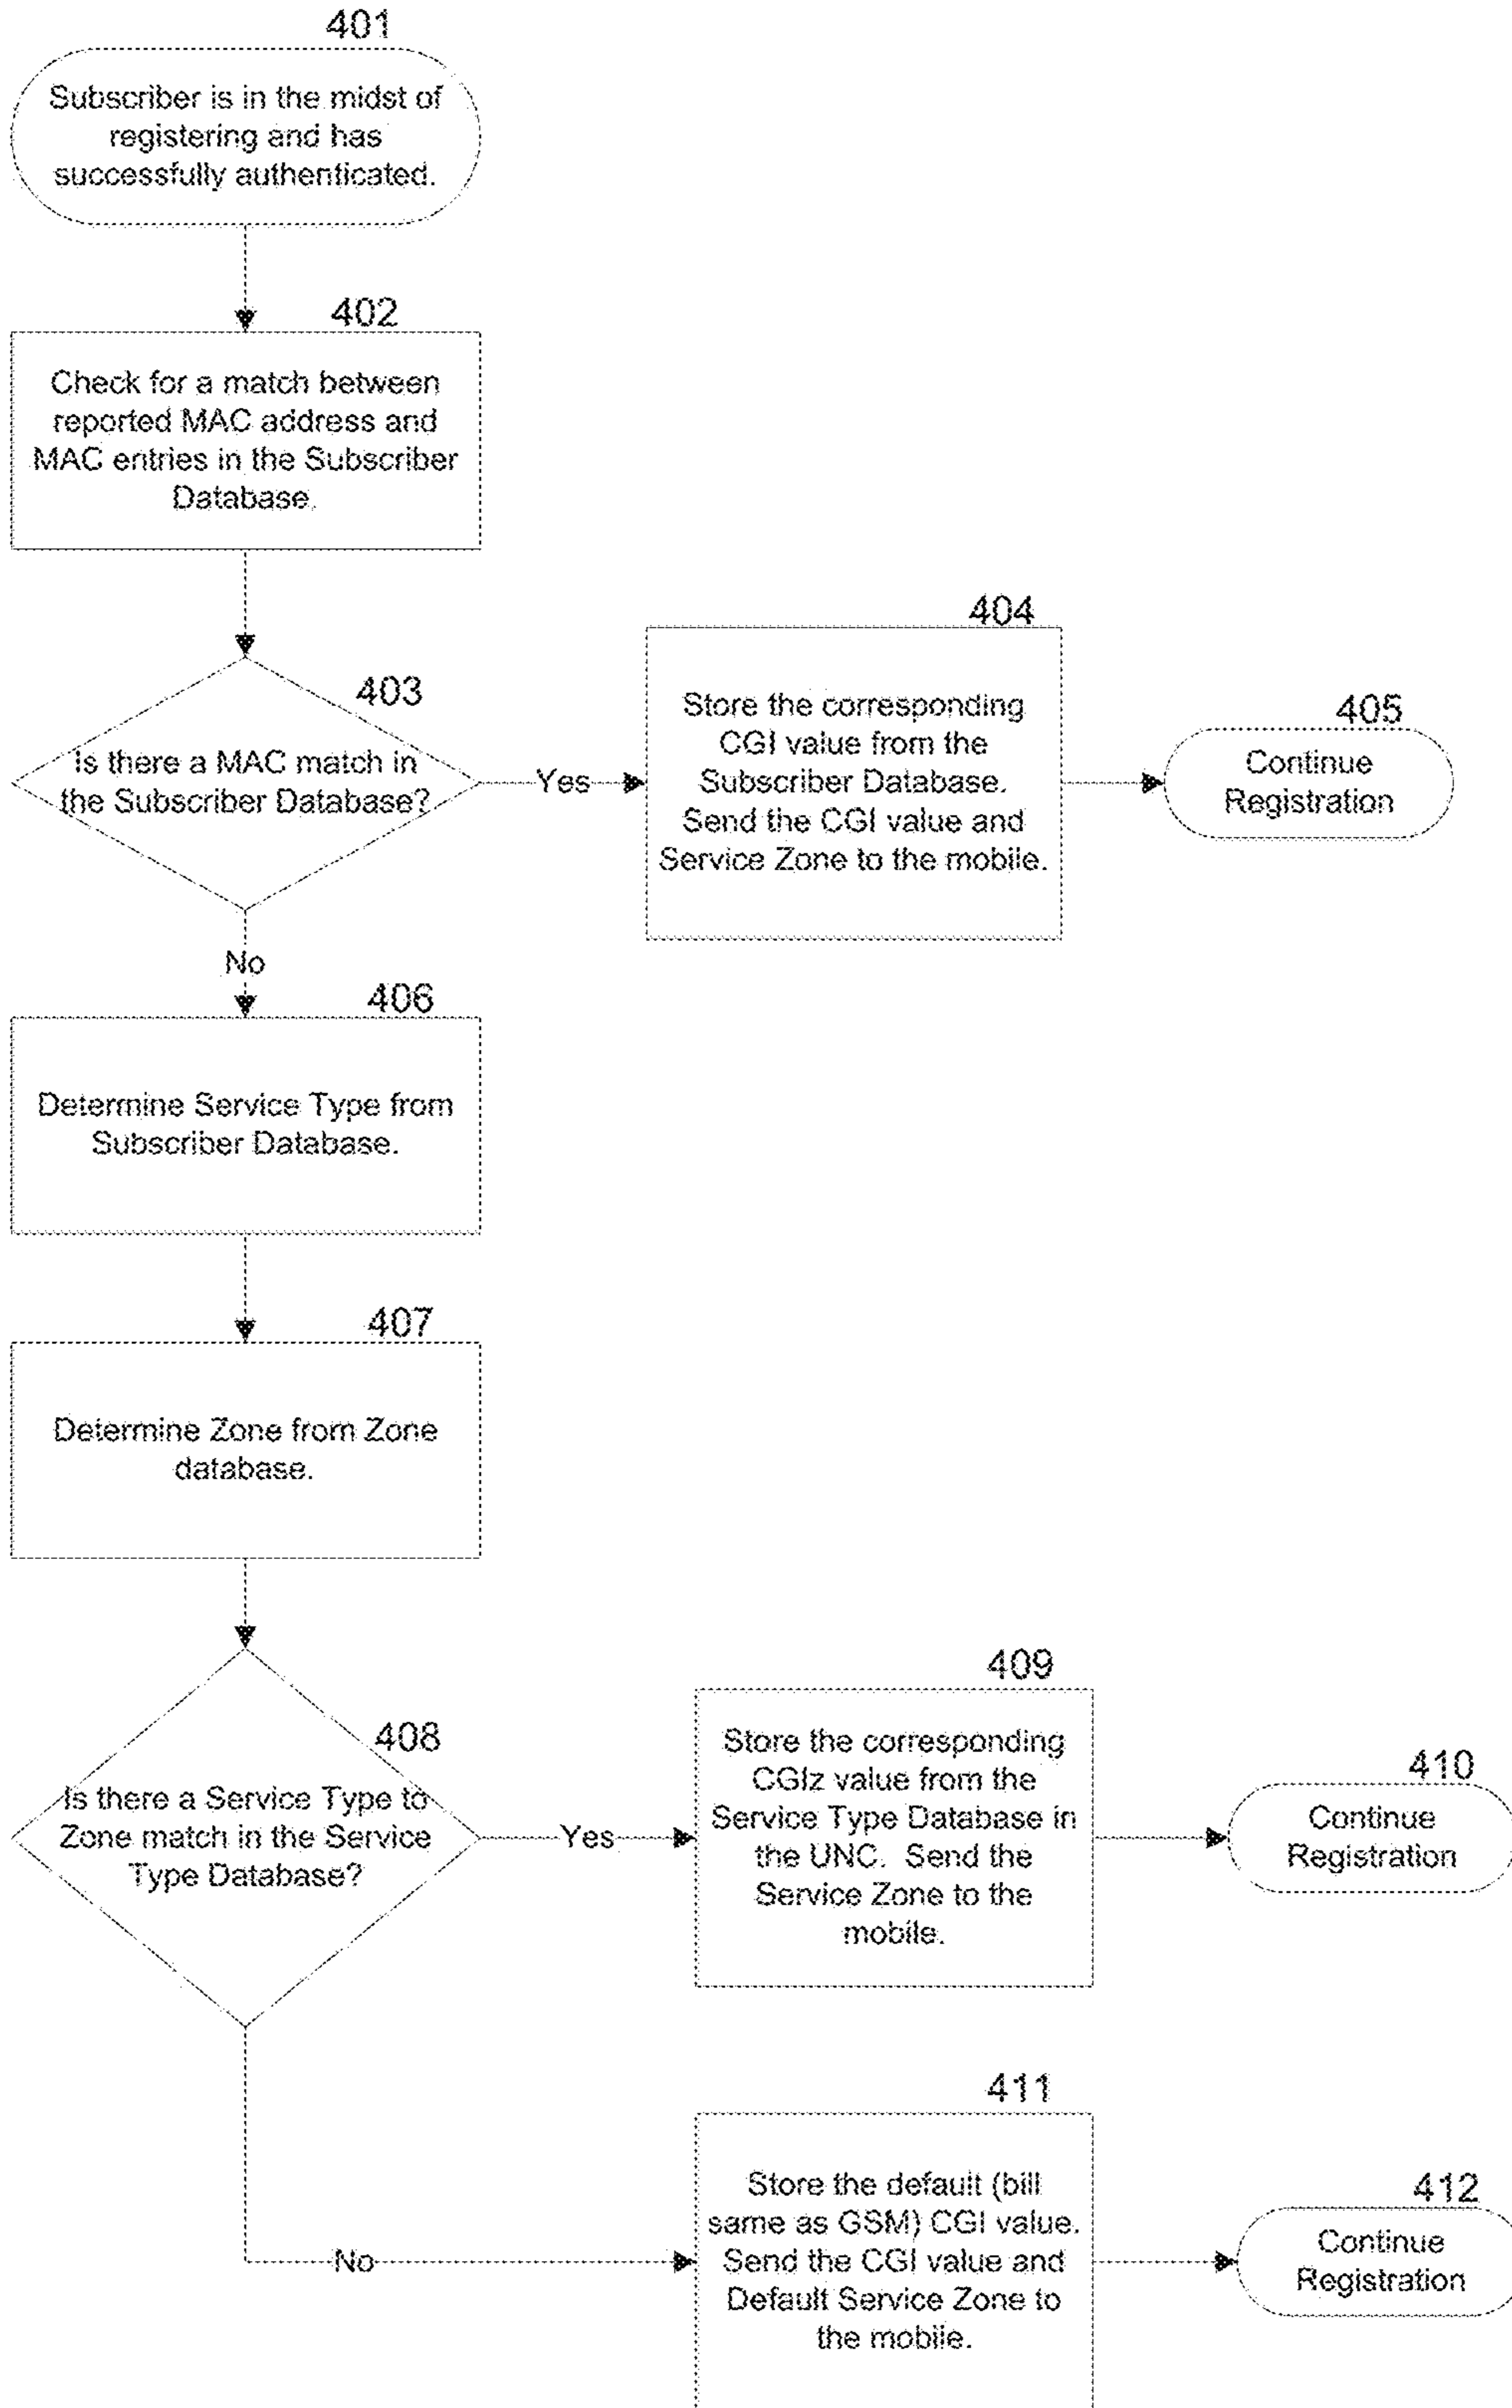 401
Subscriber is in the midst of
registering and has
successfully authenticated.
402
Check for a match between
reported MAC address and
MAC entries in the Subscriber
Database.
403
Is there a MAC match in
the Subscriber Database?
Yes
404
Store the corresponding
CGI value from the
Subscriber Database.
Send the CGI value and
Service Zone to the mobile.
405
Continue
Registration
No
406
Determine Service Type from
Subscriber Database.
407
Determine Zone from Zone
database.
408
Is there a Service Type to
Zone match in the Service
Type Database?
Yes
409
Store the corresponding
CGIz value from the
Service Type Database in
the UNC. Send the
Service Zone to the
mobile.
410
Continue
Registration
No
411
Store the default (bill
same as GSM) CGI value.
Send the CGI value and
Default Service Zone to
the mobile.
412
Continue
Registration